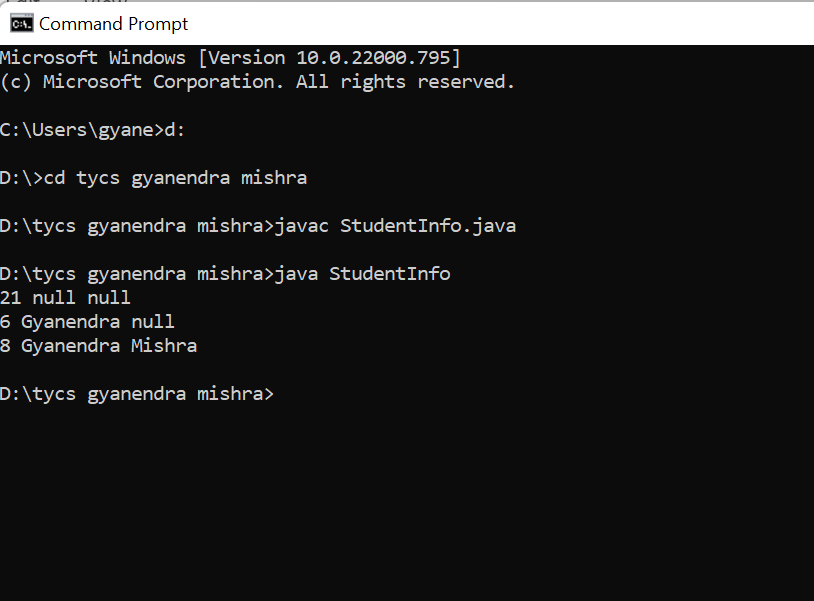 Command Prompt
Microsoft Windows [Version 10.0.22000.795]
(c) Microsoft Corporation. All rights reserved.
C:\Users\gyane>d:
D:\>cd tycs gyanendra mishra
D:\tycs gyanendra mishra>javac StudentInfo.java
D:\tycs gyanendra mishra>java StudentInfo
21 null null
6 Gyanendra null
8 Gyanendra Mishra
D:\tycs gyanendra mishra>